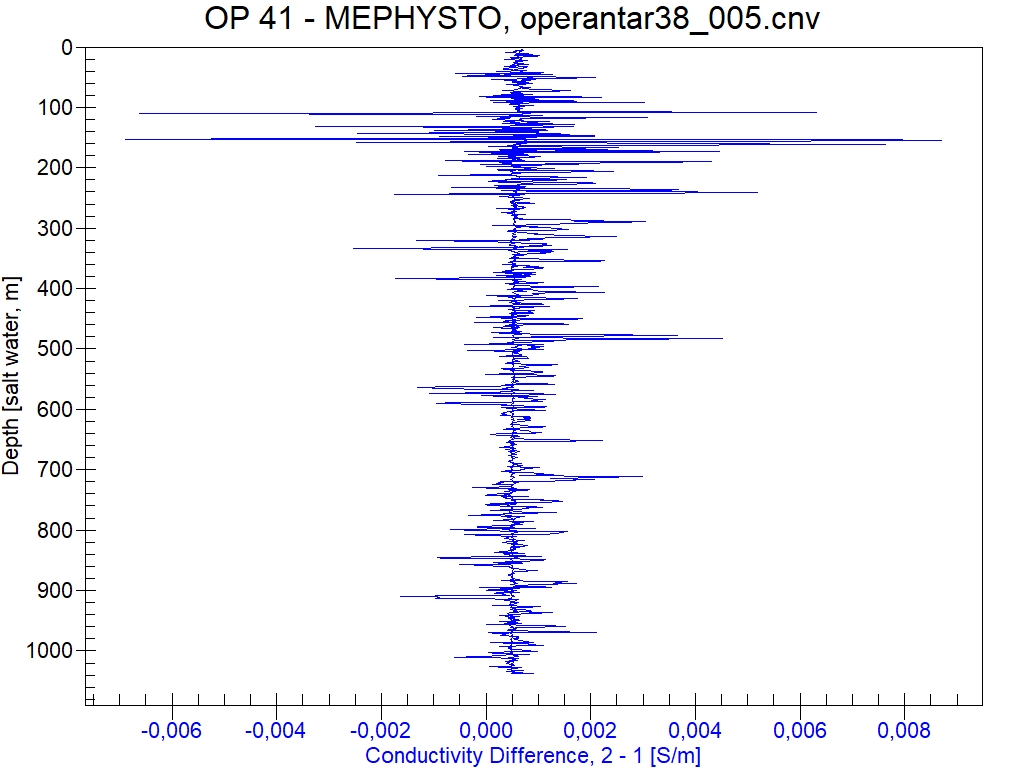 OP 41 - MEPHYSTO, operantar38_005.cnv
0
100
200
300
400
500
600
700
800
900
1000
Depth [salt water, m]
-0,006 -0,004 -0,002 0,000 0,002 0,004 0,006 0,008
Conductivity Difference, 2 - 1 [S/m]